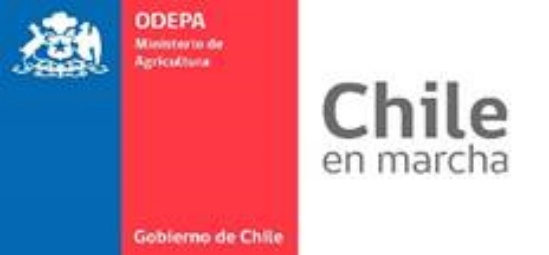 ODEPA
Ministerio de
Agricultura
Gobierno de Chile
Chile
en marcha